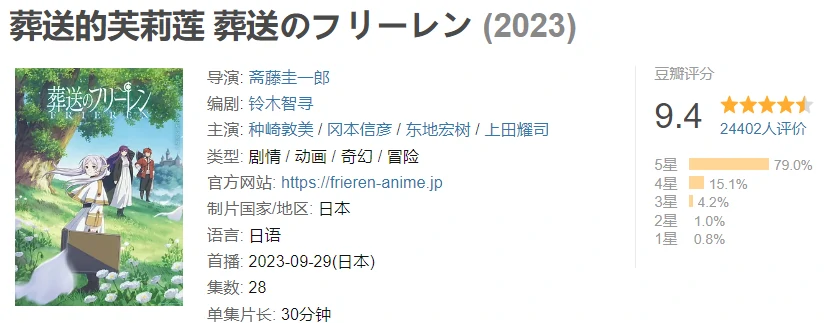 葬送的芙莉莲 葬送のフリーレン (2023)
葬送のフリーレン
FRIEREN
导演: 斋藤圭一郎
编剧: 铃木智寻
主演: 种崎敦美 / 冈本信彦 / 东地宏树 / 上田耀司
类型: 剧情 / 动画 / 奇幻 / 冒险
官方网站: https://frieren-anime.jp
制片国家/地区: 日本
语言: 日语
首播: 2023-09-29(日本)
集数: 28
单集片长: 30分钟
豆瓣评分
9.4
24402人评价
5星 79.0%
4星 15.1%
3星 4.2%
2星 1.0%
1星 0.8%